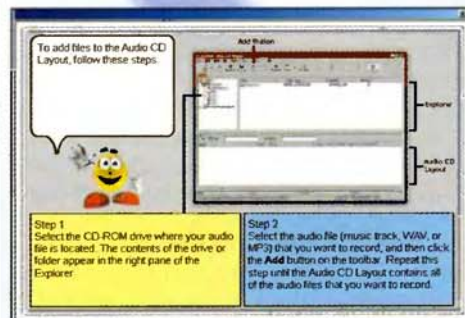 To add files to the Audio CD
Layout, follow these steps.
Add Button
Explorer
Audio CD
Layout
Step 1
Select the CD-ROM drive where your audio
file is located. The contents of the drive or
folder appear in the right pane of the
Explorer
Step 2
Select the audio file (music track, WAV, or
MP3) that you want to record, and then click
the Add button on the toolbar. Repeat this
step until the Audio CD Layout contains all
of the audio files that you want to record.